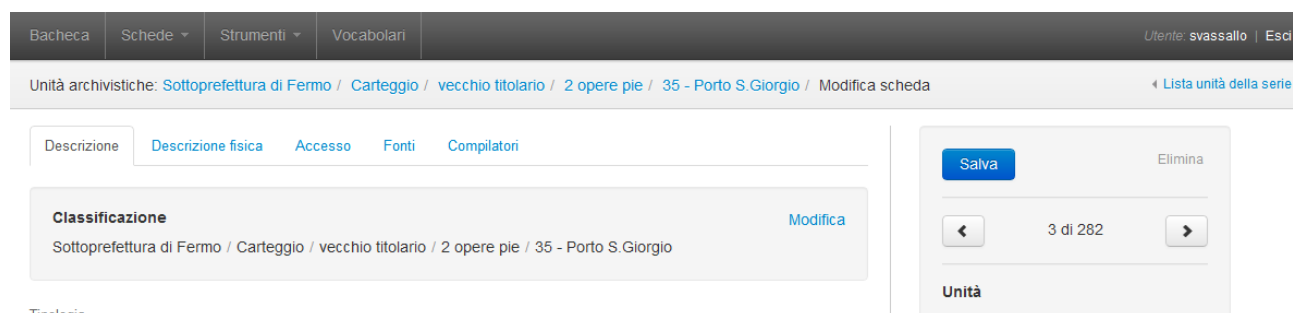 Bacheca Schede Strumenti Vocabolari Utente: svassallo | Esci
Unità archivistiche: Sottoprefettura di Fermo / Carteggio / vecchio titolario / 2 opere pie / 35 - Porto S.Giorgio / Modifica scheda Lista unità della serie
Descrizione Descrizione fisica Accesso Fonti Compilatori
Salva Elimina
Classificazione Modifica
Sottoprefettura di Fermo / Carteggio / vecchio titolario / 2 opere pie / 35 - Porto S.Giorgio
3 di 282
Unità